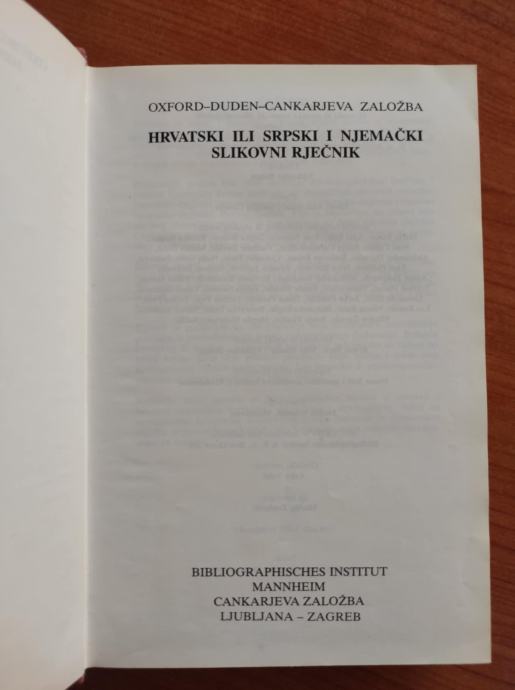 OXFORD–DUDEN–CANKARJEVA ZALOŽBA
HRVATSKI ILI SRPSKI I NJEMAČKI
SLIKOVNI RJEČNIK
BIBLIOGRAPHISCHES INSTITUT
MANNHEIM
CANKARJEVA ZALOŽBA
LJUBLJANA – ZAGREB